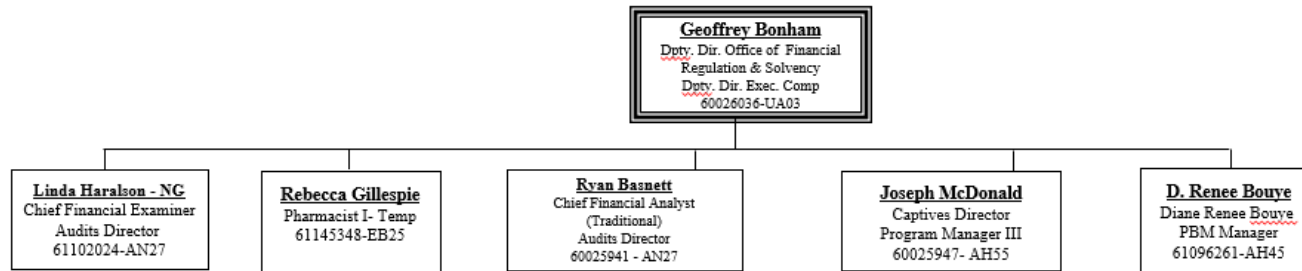 Geoffrey Bonham
Dpty. Dir. Office of Financial
Regulation & Solvency
Dpty. Dir. Exec. Comp
60026036-UA03
Linda Haralson - NG
Chief Financial Examiner
Audits Director
61102024-AN27
Rebecca Gillespie
Pharmacist I- Temp
61145348-EB25
Ryan Basnett
Chief Financial Analyst
(Traditional)
Audits Director
60025941 - AN27
Joseph McDonald
Captives Director
Program Manager III
60025947- AH55
D. Renee Bouye
Diane Renee Bouye
PBM Manager
61096261-AH45